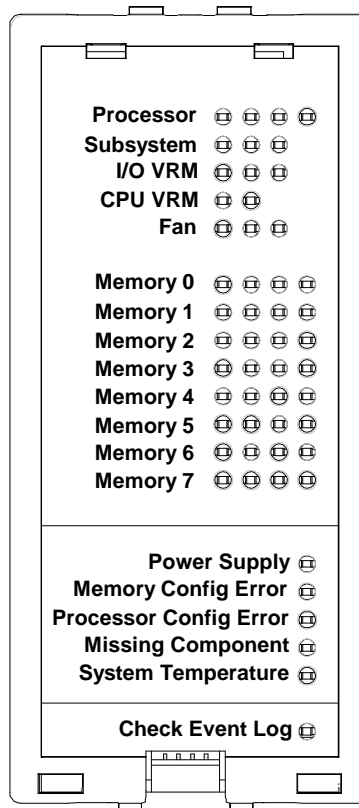 Processor
Subsystem
I/O VRM
CPU VRM
Fan
Memory 0
Memory 1
Memory 2
Memory 3
Memory 4
Memory 5
Memory 6
Memory 7
Power Supply
Memory Config Error
Processor Config Error
Missing Component
System Temperature
Check Event Log